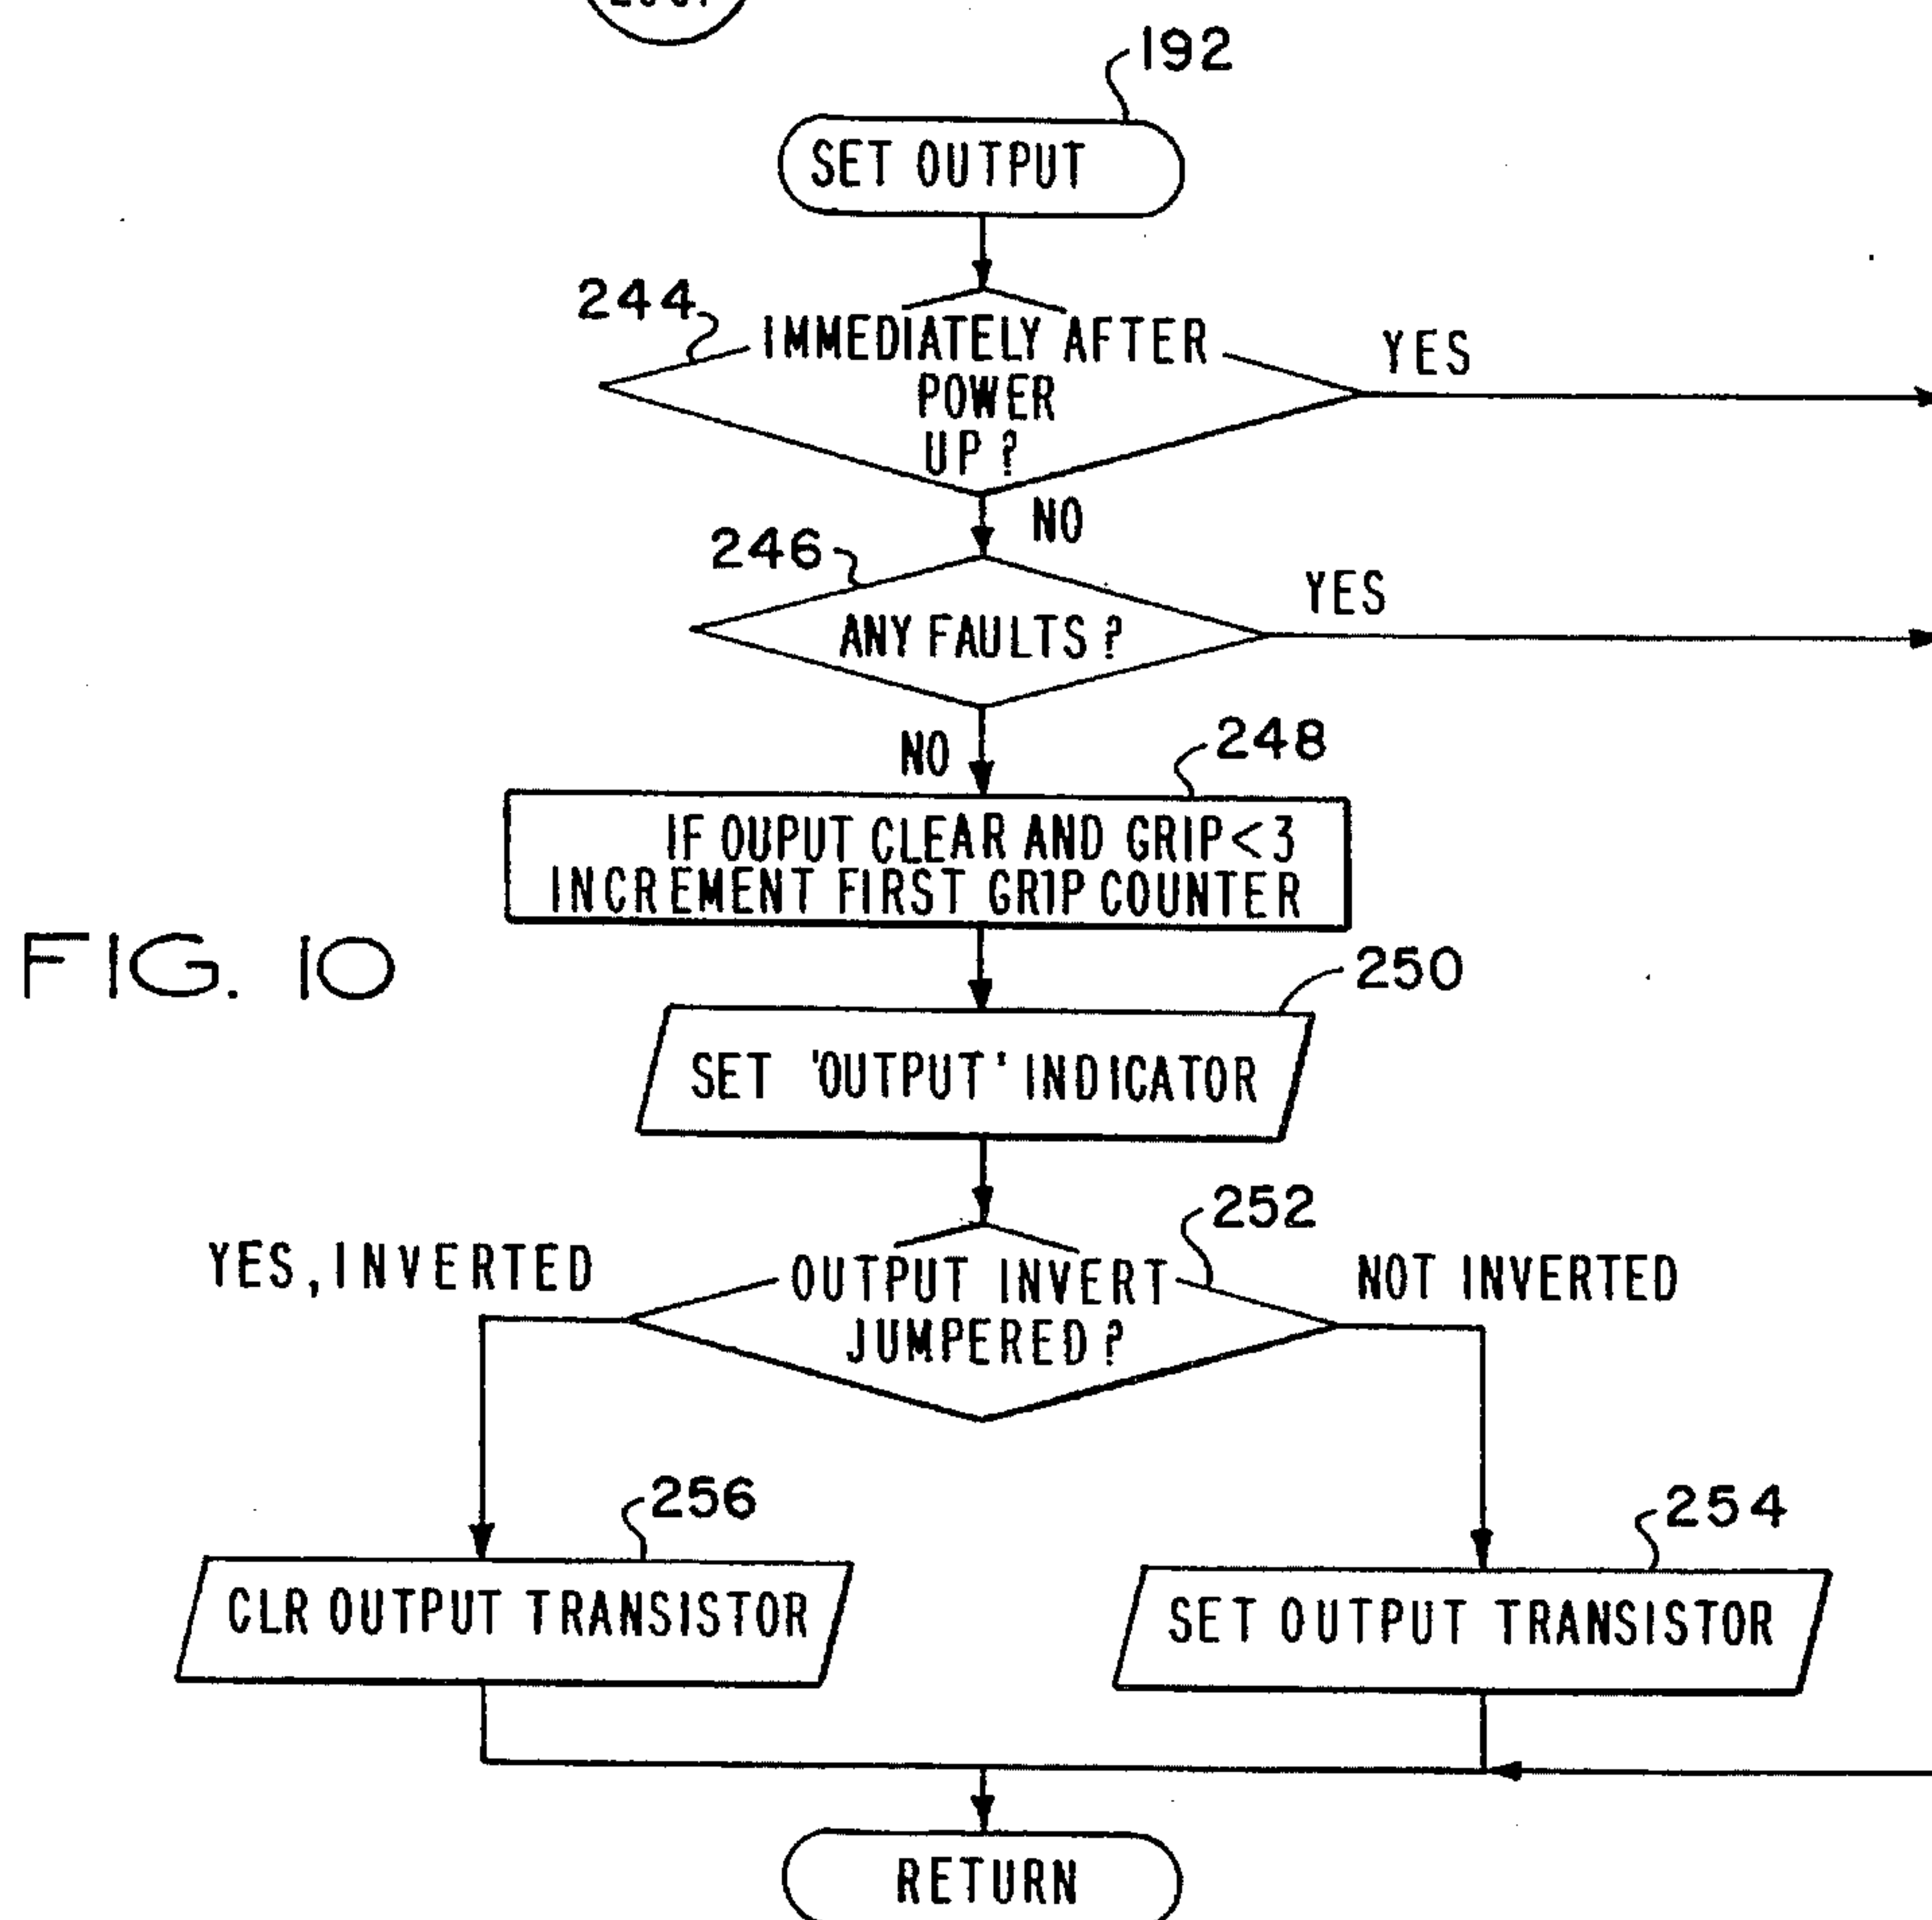 192
SET OUTPUT
244
IMMEDIATELY AFTER
POWER
UP?
YES
NO
246
ANY FAULTS?
YES
NO
248
IF OUPUT CLEAR AND GRIP<3
INCREMENT FIRST GRIP COUNTER
FIG. 10
250
SET 'OUTPUT' INDICATOR
252
YES, INVERTED
OUTPUT INVERT
JUMPERED?
NOT INVERTED
256
254
CLR OUTPUT TRANSISTOR
SET OUTPUT TRANSISTOR
RETURN